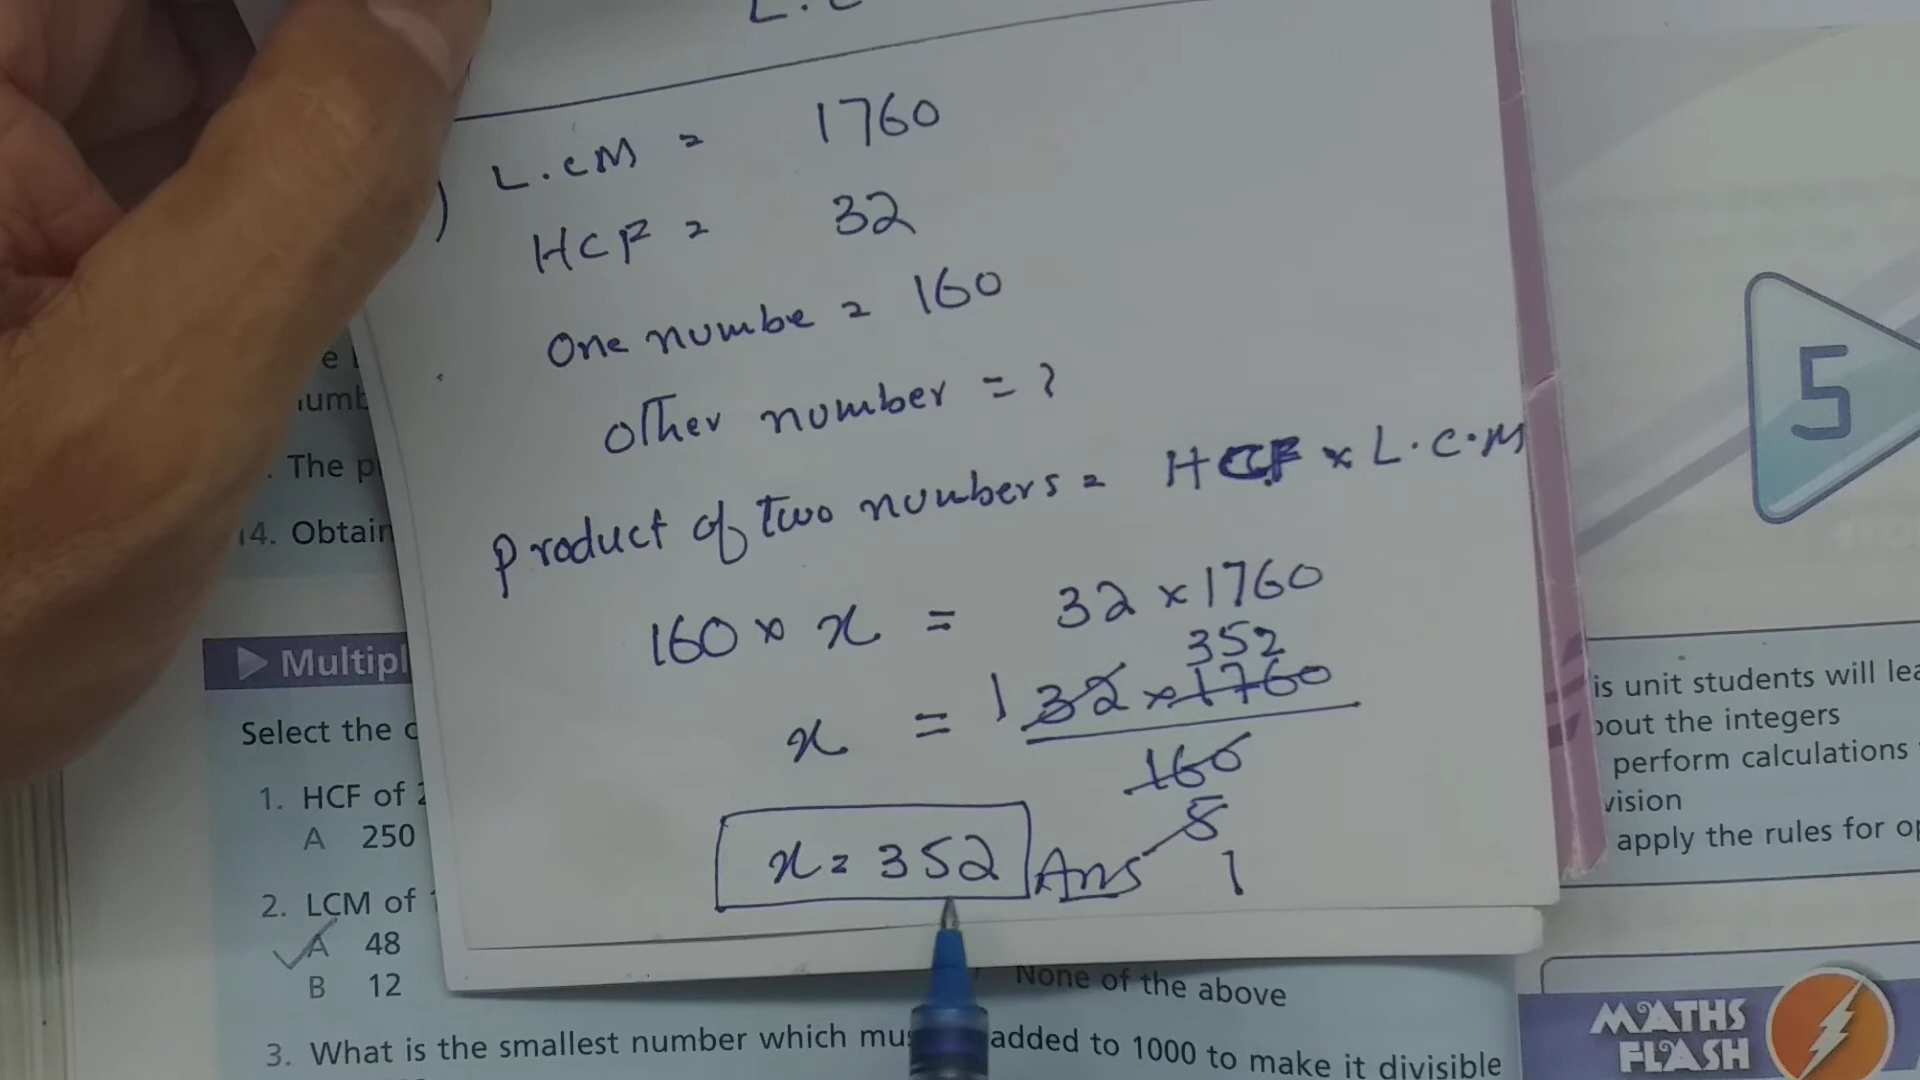 L.C
) L.CM = 1760
HCF = 32
One numbe = 160
other number = ?
product of two numbers = HCF × L.C.M
160 × x = 32 × 1760
352
x = 1 32 × 1760
160
5
x = 352 Ans 1
The p
14. Obtain
Multipl
Select the
1. HCF of 2
A 250
2. LCM of 1
A 48
B 12
None of the above
3. What is the smallest number which mu added to 1000 to make it divisible
5
is unit students will lea
out the integers
perform calculations
vision
apply the rules for op
MATHS
FLASH